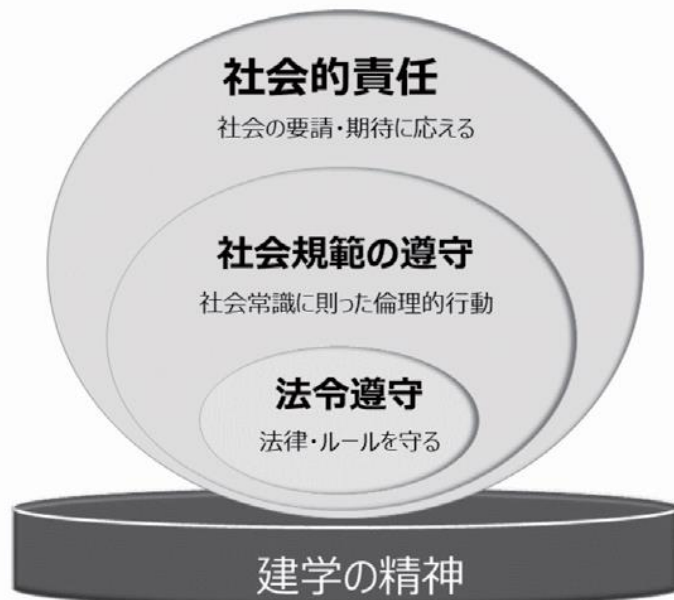 社会的責任
社会の要請・期待に応える
社会規範の遵守
社会常識に則った倫理的行動
法令遵守
法律・ルールを守る
建学の精神